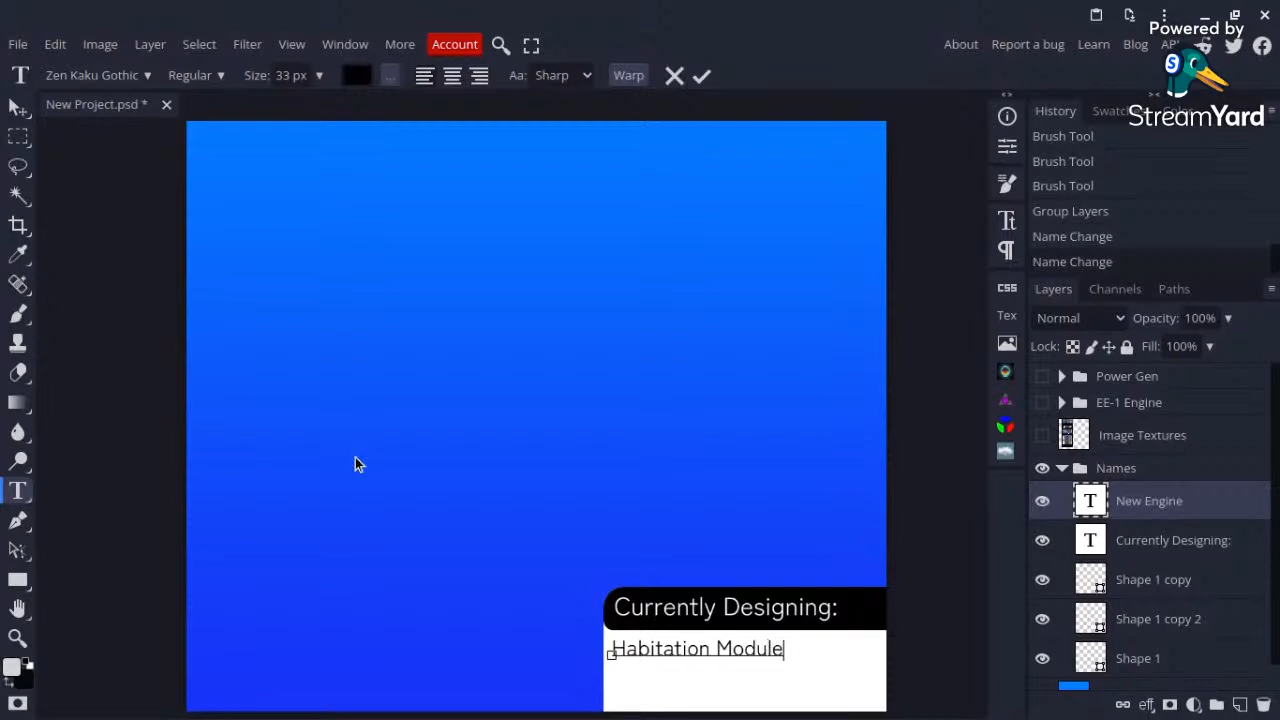 Powered by
StreamYard
File Edit Image Layer Select Filter View Window More Account About Report a bug Learn Blog
Zen Kaku Gothic Regular Size: 33 px ... Aa: Sharp Warp
New Project.psd *
History Swatches Color
Brush Tool
Brush Tool
Brush Tool
Group Layers
Name Change
Name Change
CSS
Tex
Layers Channels Paths
Normal Opacity: 100%
Lock: Fill: 100%
Power Gen
EE-1 Engine
Image Textures
Names
T New Engine
T Currently Designing:
Shape 1 copy
Shape 1 copy 2
Shape 1
eff
Currently Designing:
Habitation Module